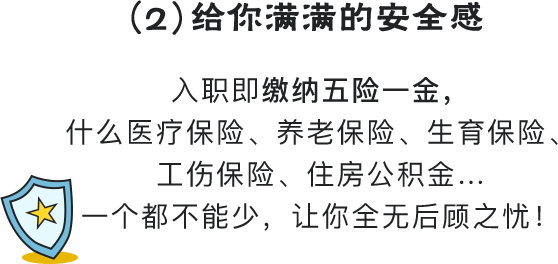 (2)给你满满的安全感
入职即缴纳五险一金，
什么医疗保险、养老保险、生育保险、
工伤保险、住房公积金...
一个都不能少，让你全无后顾之忧！